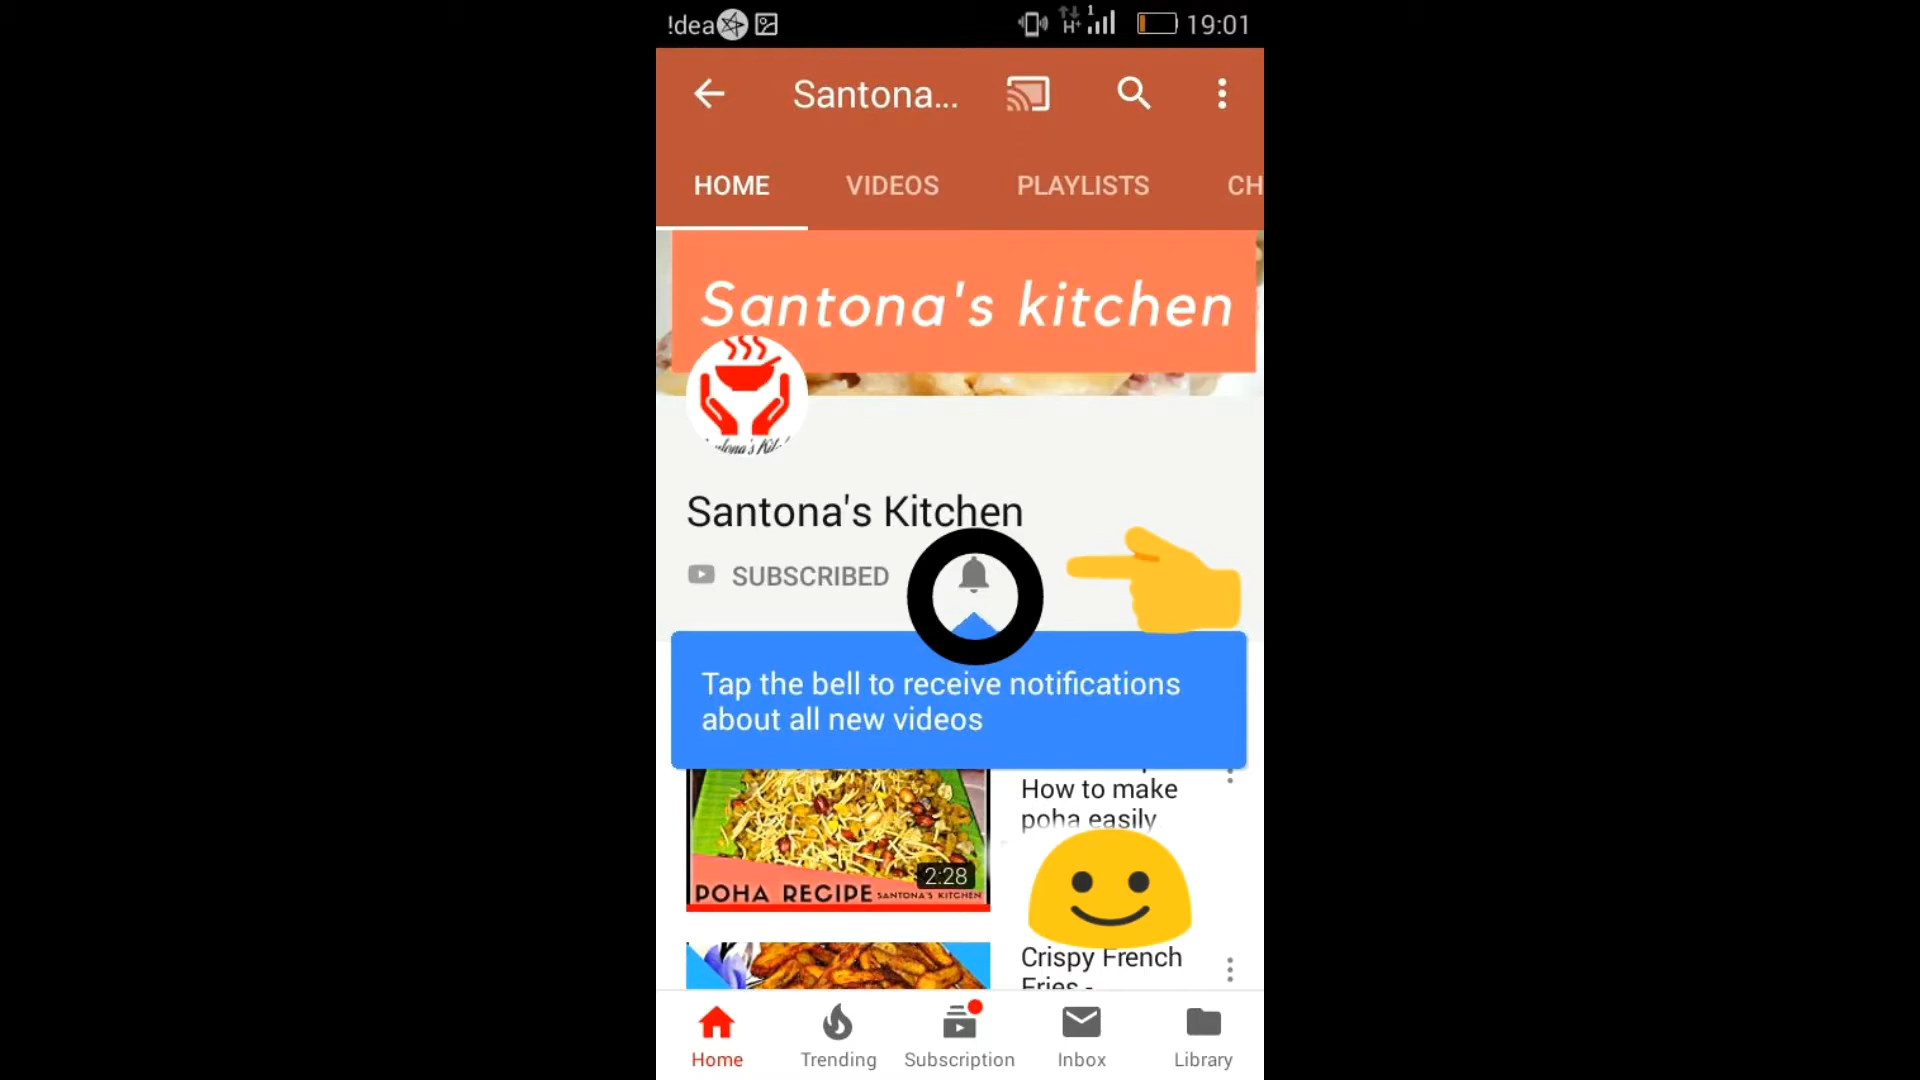 !dea
H+
1
19:01
Santona...
HOME VIDEOS PLAYLISTS CH
Santona's kitchen
Santona's Kitchen
SUBSCRIBED
Tap the bell to receive notifications
about all new videos
How to make
poha easily
2:28
POHA RECIPE SANTONA'S KITCHEN
Crispy French
Fries -
Home Trending Subscription Inbox Library